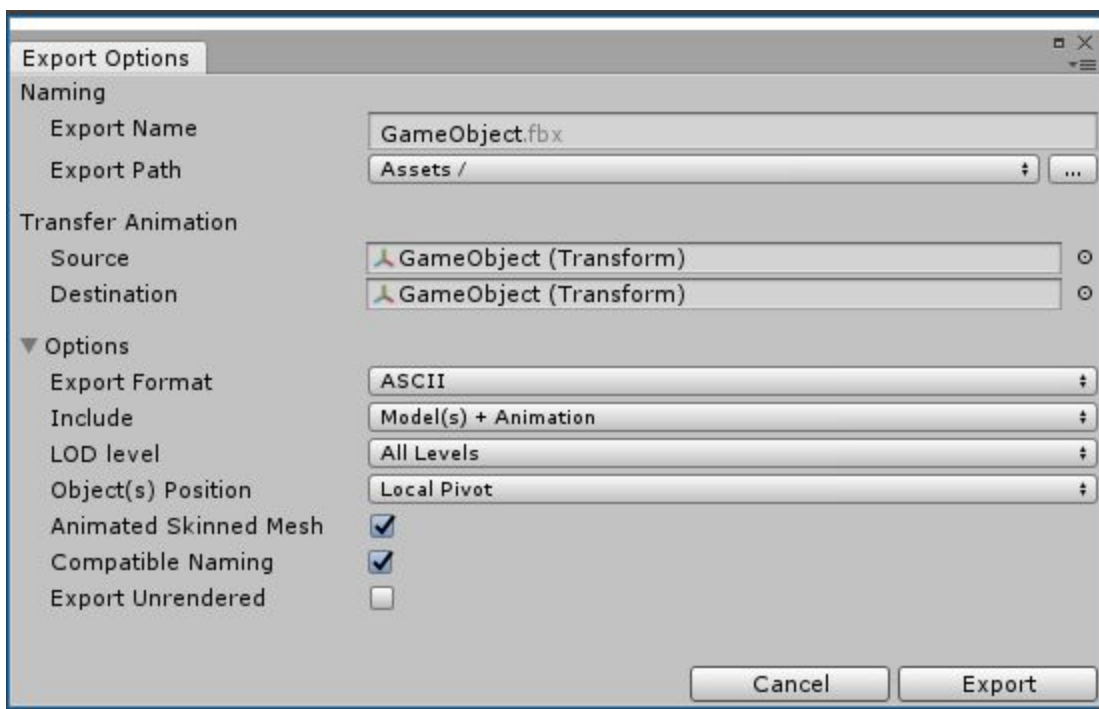 Export Options
Naming
Export Name GameObject.fbx
Export Path Assets / ...
Transfer Animation
Source GameObject (Transform)
Destination GameObject (Transform)
Options
Export Format ASCII
Include Model(s) + Animation
LOD level All Levels
Object(s) Position Local Pivot
Animated Skinned Mesh
Compatible Naming
Export Unrendered
Cancel Export